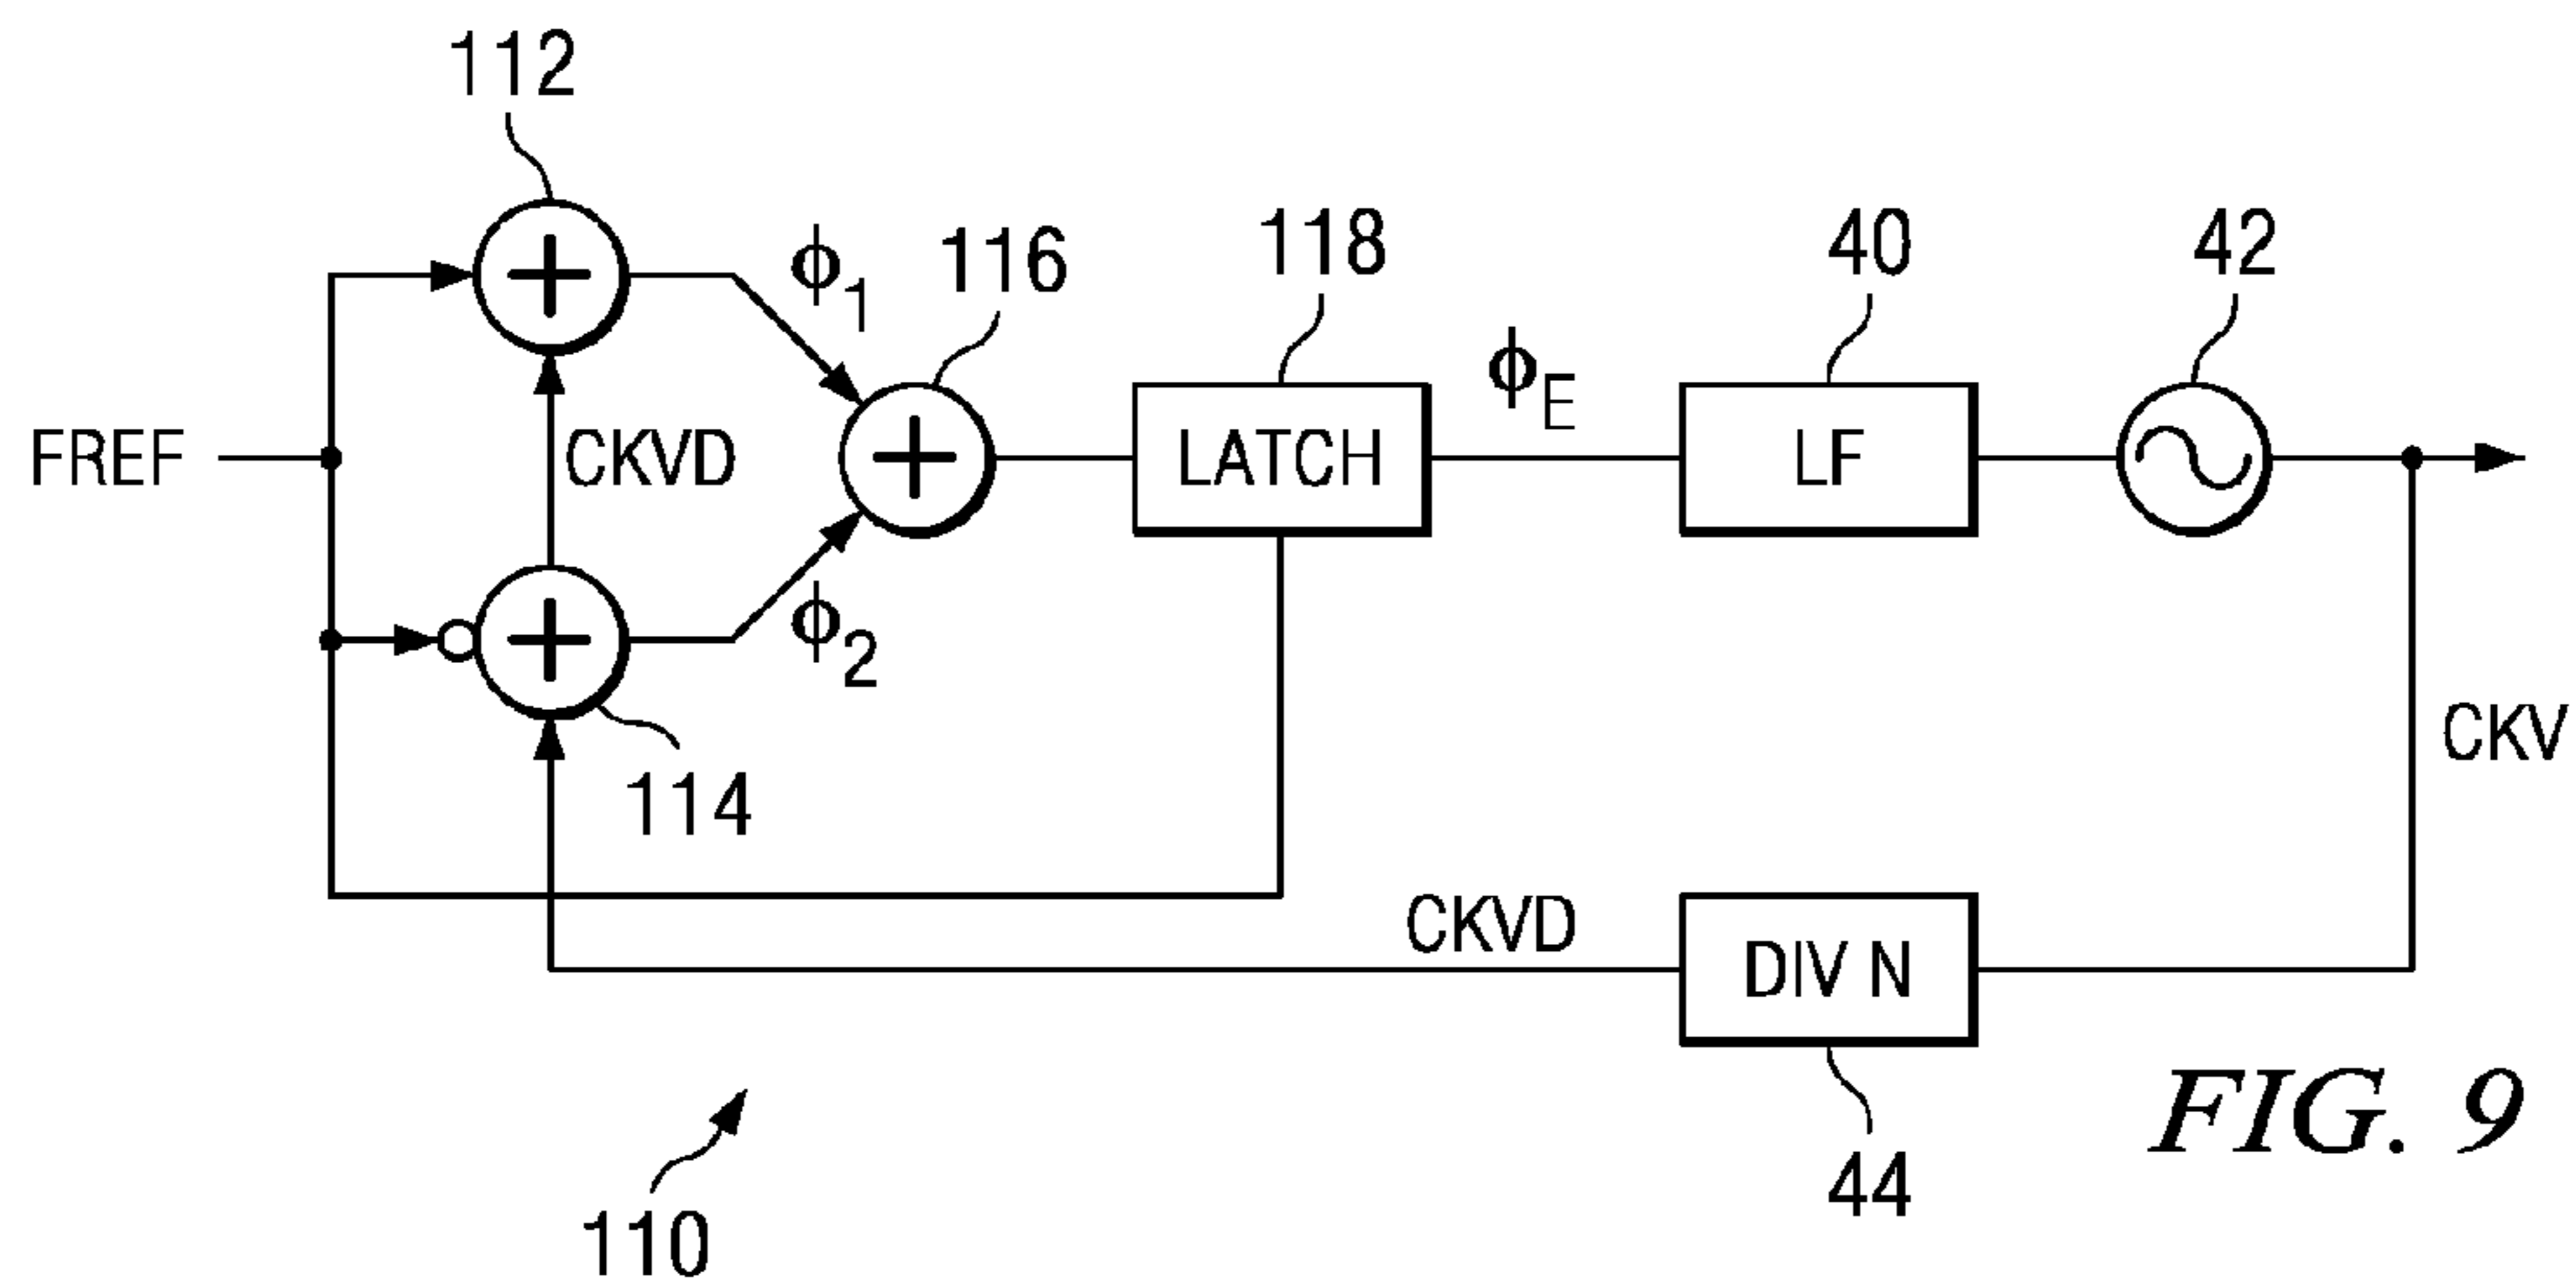 112
ϕ1
116
118
40
42
ϕE
FREF
CKVD
LATCH
LF
ϕ2
114
CKV
CKVD
DIV N
44
110
FIG. 9